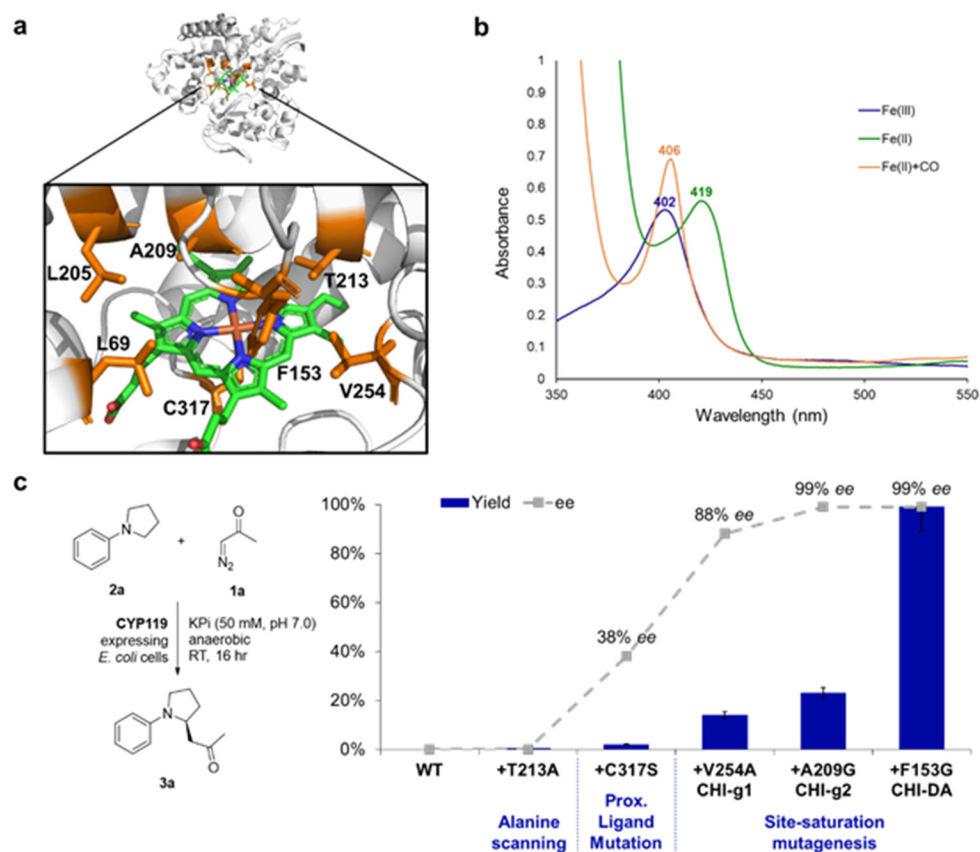 a
L205
A209
T213
L69
F153
V254
C317
b
Absorbance
1
0.9
0.8
0.7
0.6
0.5
0.4
0.3
0.2
0.1
0
406
402
419
Fe(III)
Fe(II)
Fe(II)+CO
350
400
450
500
550
Wavelength (nm)
c
N
+
O
N2
2a
1a
CYP119
expressing
E. coli cells
KPi (50 mM, pH 7.0)
anaerobic
RT, 16 hr
N
O
3a
Yield
ee
100%
80%
60%
40%
20%
0%
38% ee
88% ee
99% ee
99% ee
WT
+T213A
+C317S
+V254A
CHI-g1
+A209G
CHI-g2
+F153G
CHI-DA
Alanine
scanning
Prox.
Ligand
Mutation
Site-saturation
mutagenesis